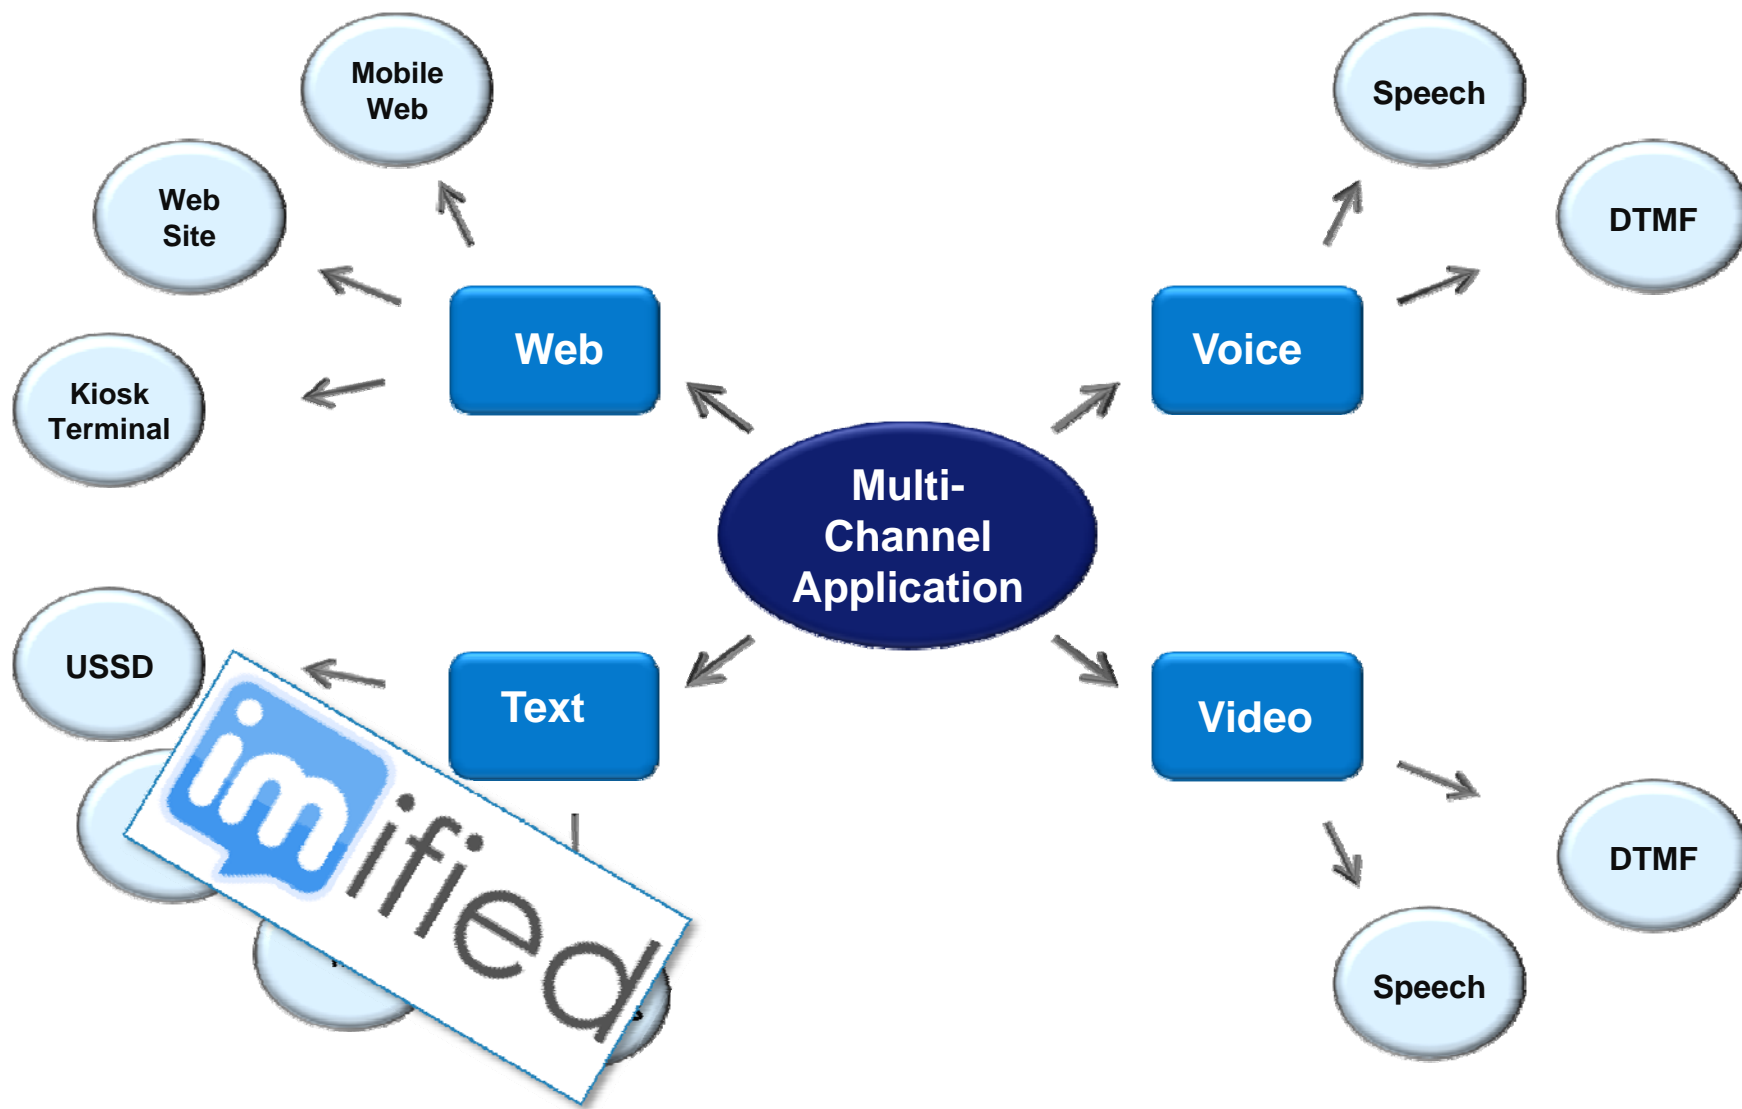 Mobile
Web
Speech
Web
Site
DTMF
Web
Voice
Kiosk
Terminal
Multi-
Channel
Application
USSD
Text
Video
imified
DTMF
Speech